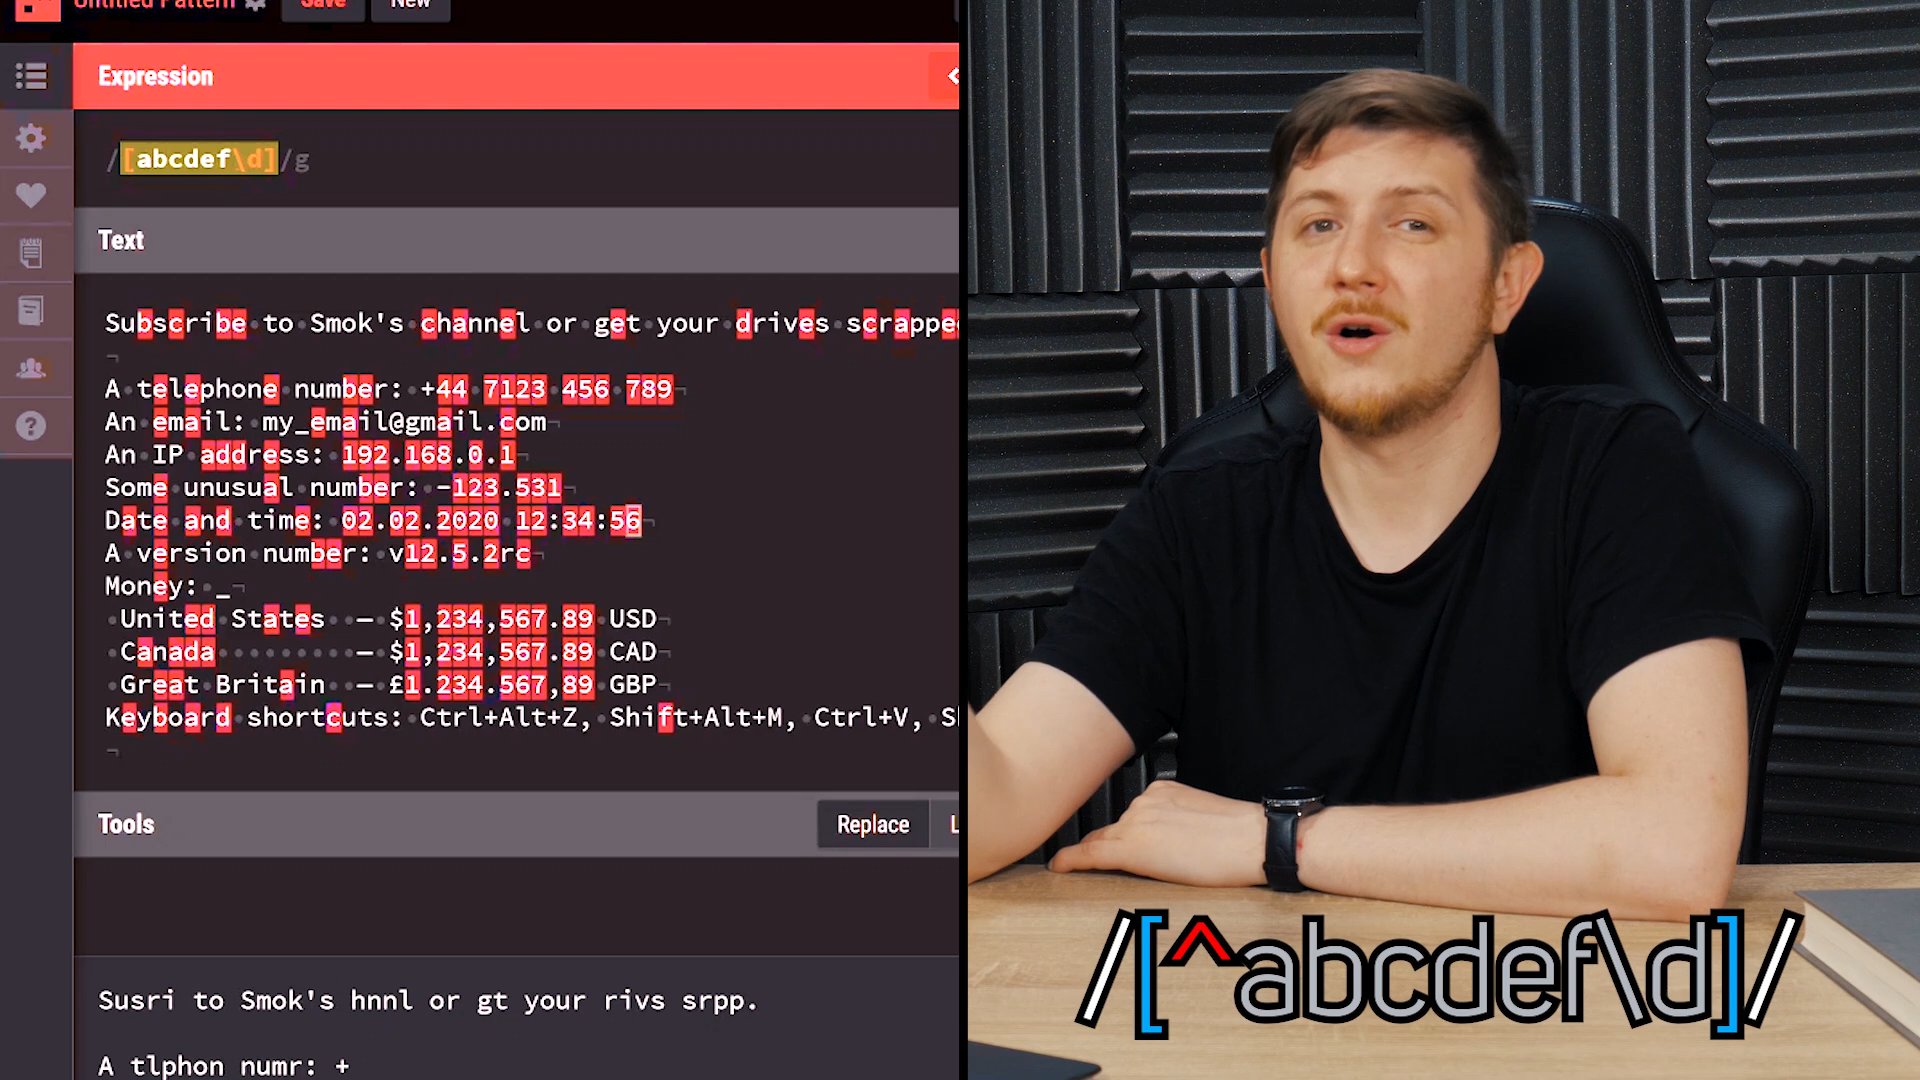 Untitled Pattern Save New
Expression
/[abcdef\d]/g
Text
Subscribe to Smok's channel or get your drives scrappe
A telephone number: +44 7123 456 789
An email: my_email@gmail.com
An IP address: 192.168.0.1
Some unusual number: -123.531
Date and time: 02.02.2020 12:34:56
A version number: v12.5.2rc
Money: _
United States — $1,234,567.89 USD
Canada — $1,234,567.89 CAD
Great Britain — £1.234.567,89 GBP
Keyboard shortcuts: Ctrl+Alt+Z, Shift+Alt+M, Ctrl+V, S
Tools
Replace L
Susri to Smok's hnnl or gt your rivs srpp.
A tlphon numr: +
/[^abcdef\d]/